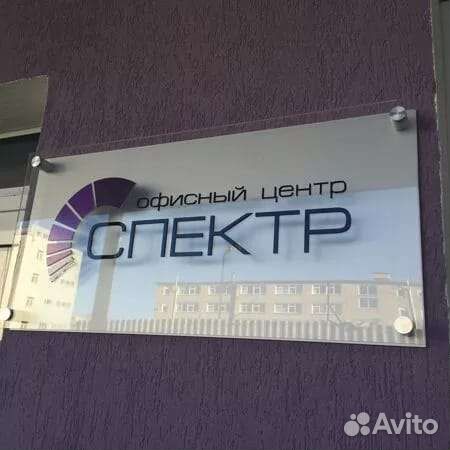 офисный центр
СПЕКТР
Avito